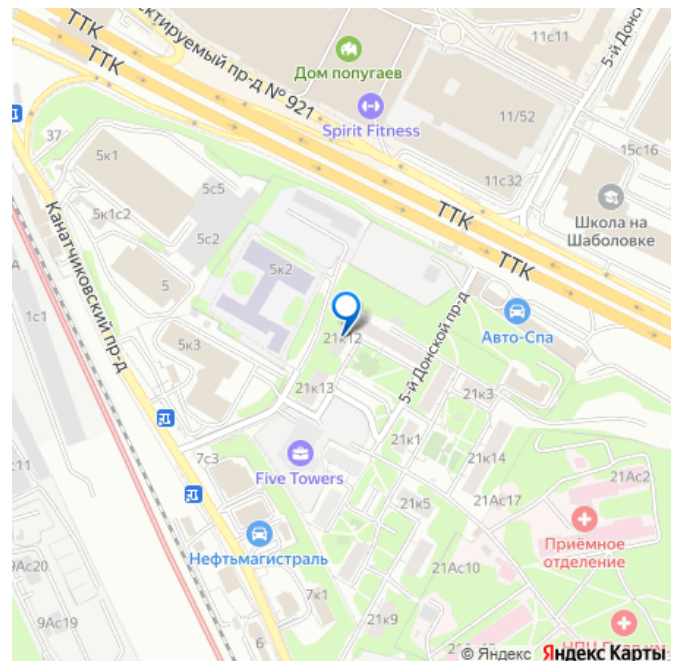 ТТК
ектируемый пр-д № 921
11с11
5-й Донск
ТТК
Дом попугаев
Spirit Fitness
11/52
37
15с16
5к1
11с32
5с5
ТТК
Школа на
Шаболовке
5к1с2
5с2
Канатчиковский пр-д
ТТК
5к2
А
5
5-й Донской пр-д
1с1
Авто-Спа
21к12
5к3
21к13
21к3
21к1
7с3
с11
21к14
Five Towers
21Ас2
21к5
21Ас17
Приёмное
отделение
Нефтьмагистраль
9Ас20
21Ас10
7к1
9Ас19
21к9
6
© Яндекс Яндекс Карты